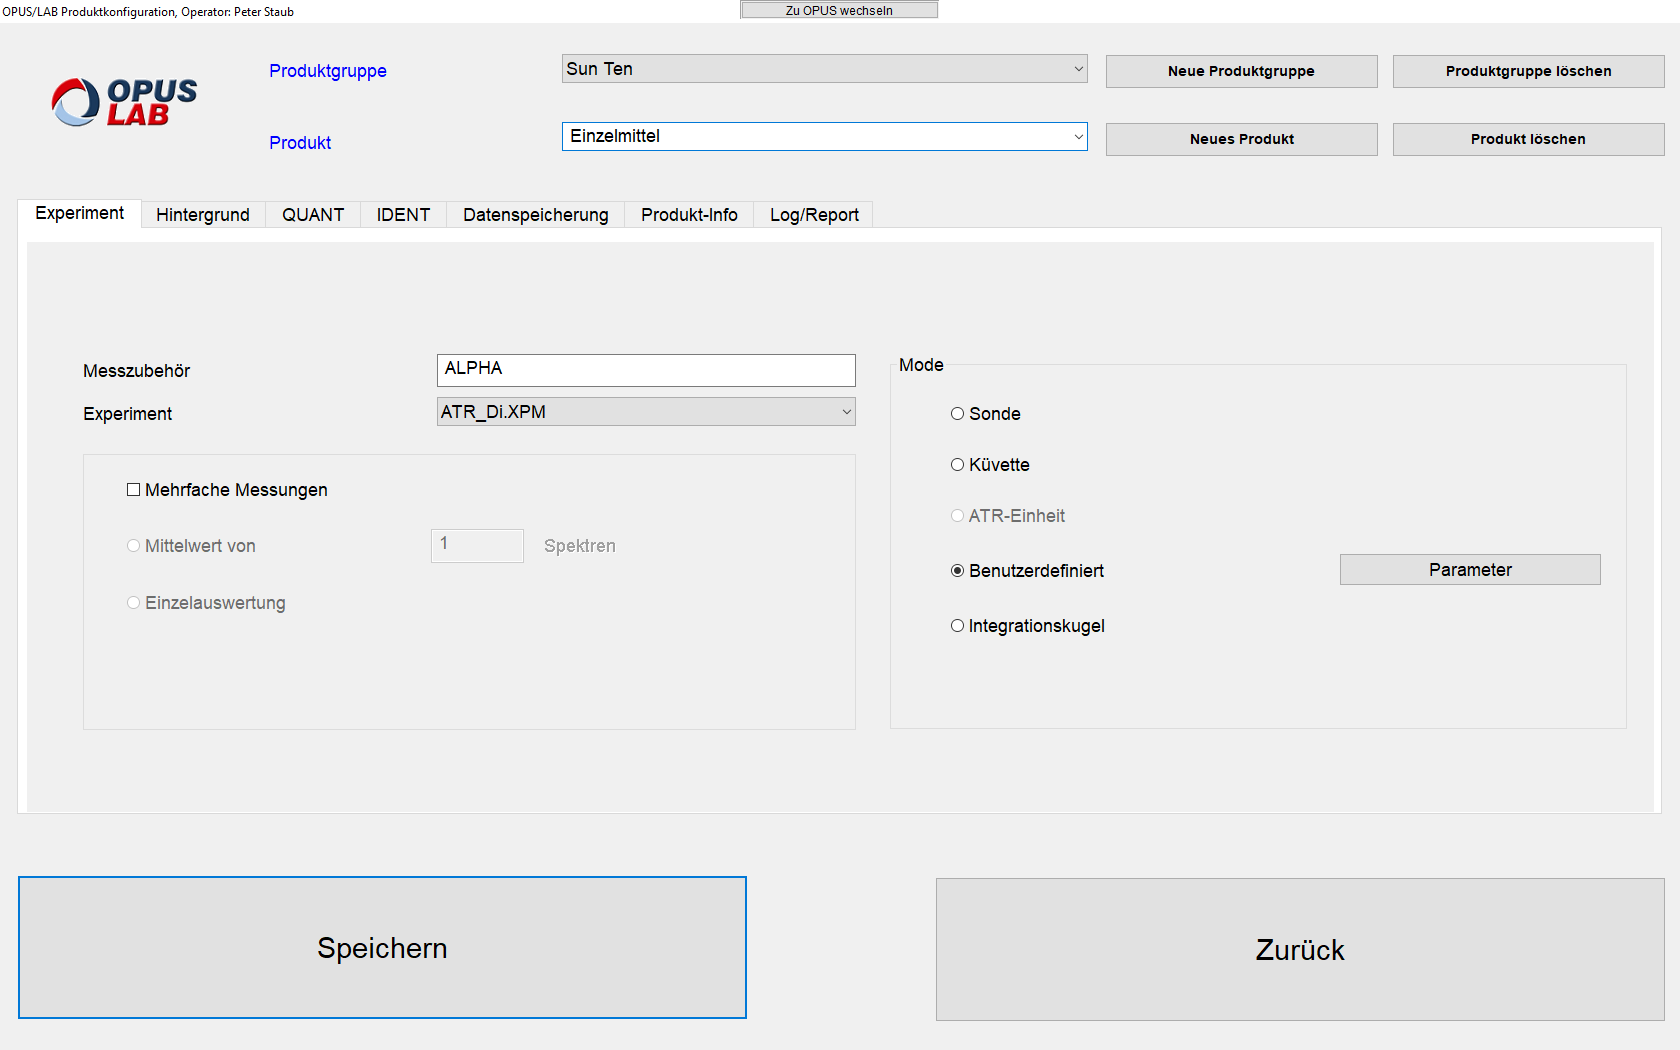 OPUS/LAB Produktkonfiguration, Operator: Peter Staub
Zu OPUS wechseln
OPUS
LAB
Produktgruppe
Sun Ten
Neue Produktgruppe
Produktgruppe löschen
Produkt
Einzelmittel
Neues Produkt
Produkt löschen
Experiment
Hintergrund
QUANT
IDENT
Datenspeicherung
Produkt-Info
Log/Report
Messzubehör
ALPHA
Experiment
ATR_Di.XPM
Mehrfache Messungen
Mittelwert von
1
Spektren
Einzelauswertung
Mode
Sonde
Küvette
ATR-Einheit
Benutzerdefiniert
Parameter
Integrationskugel
Speichern
Zurück